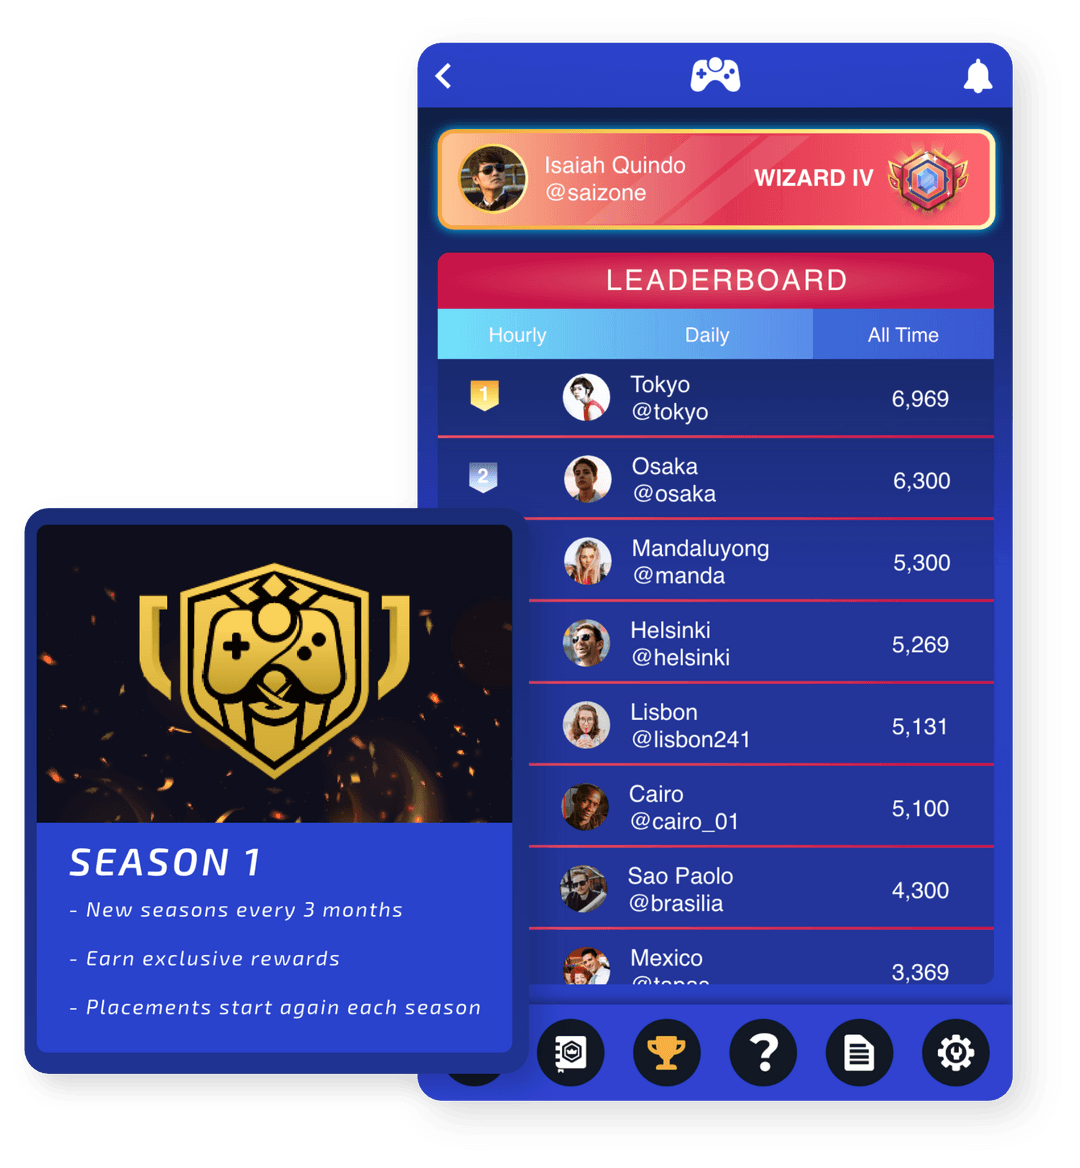 Isaiah Quindo
@saizone
WIZARD IV
LEADERBOARD
Hourly Daily All Time
1
Tokyo
@tokyo
6,969
2
Osaka
@osaka
6,300
Mandaluyong
@manda
5,300
Helsinki
@helsinki
5,269
Lisbon
@lisbon241
5,131
Cairo
@cairo_01
5,100
Sao Paolo
@brasilia
4,300
Mexico
3,369
SEASON 1
- New seasons every 3 months
- Earn exclusive rewards
- Placements start again each season